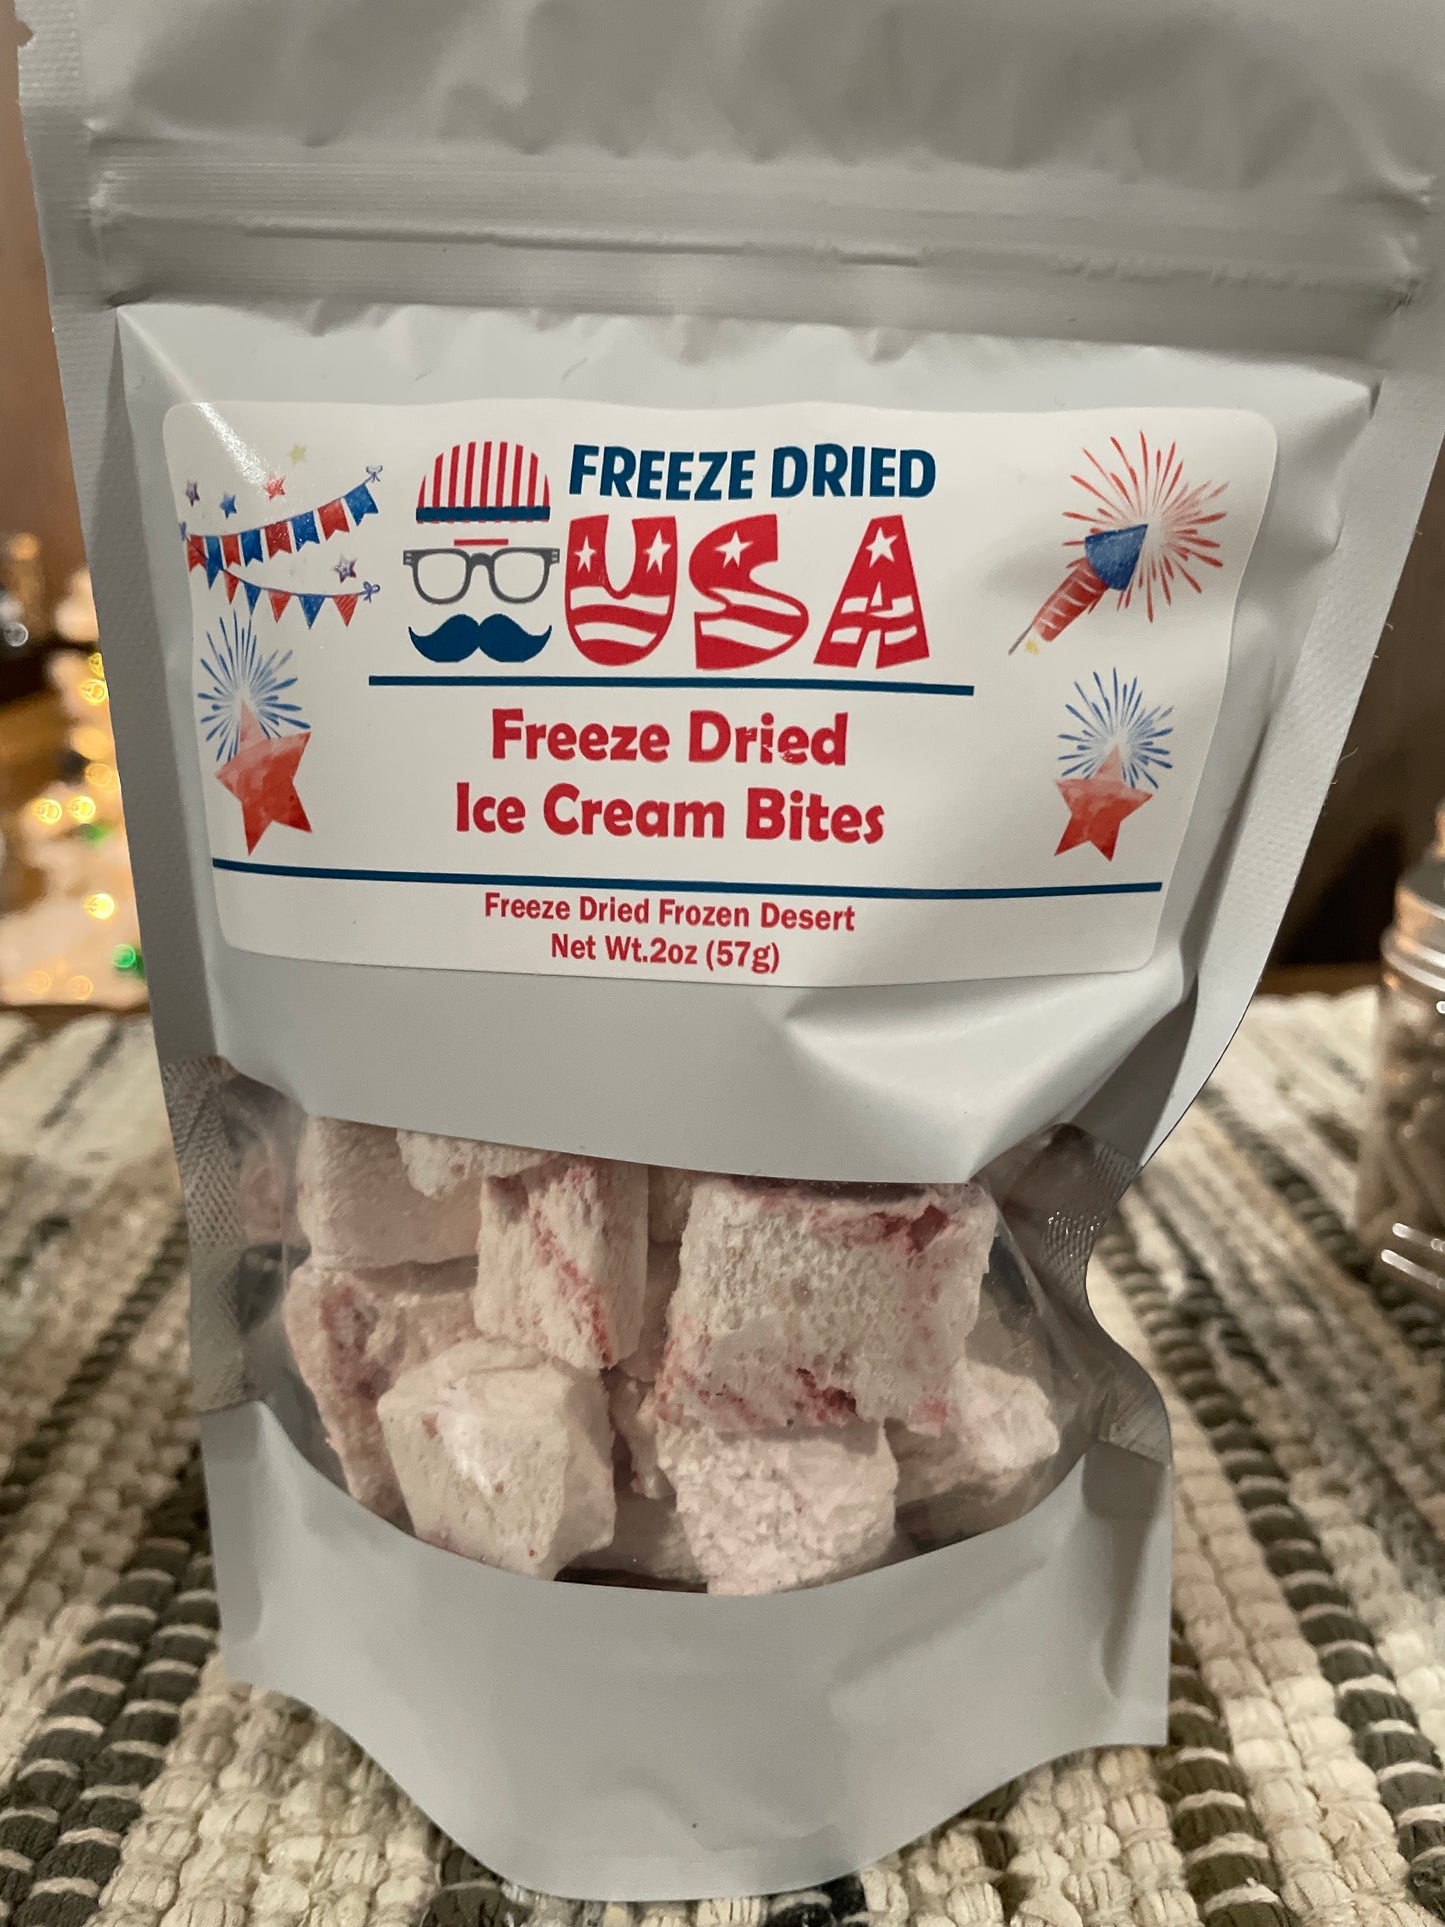 FREEZE DRIED
USA
Freeze Dried
Ice Cream Bites
Freeze Dried Frozen Desert
Net Wt.2oz (57g)